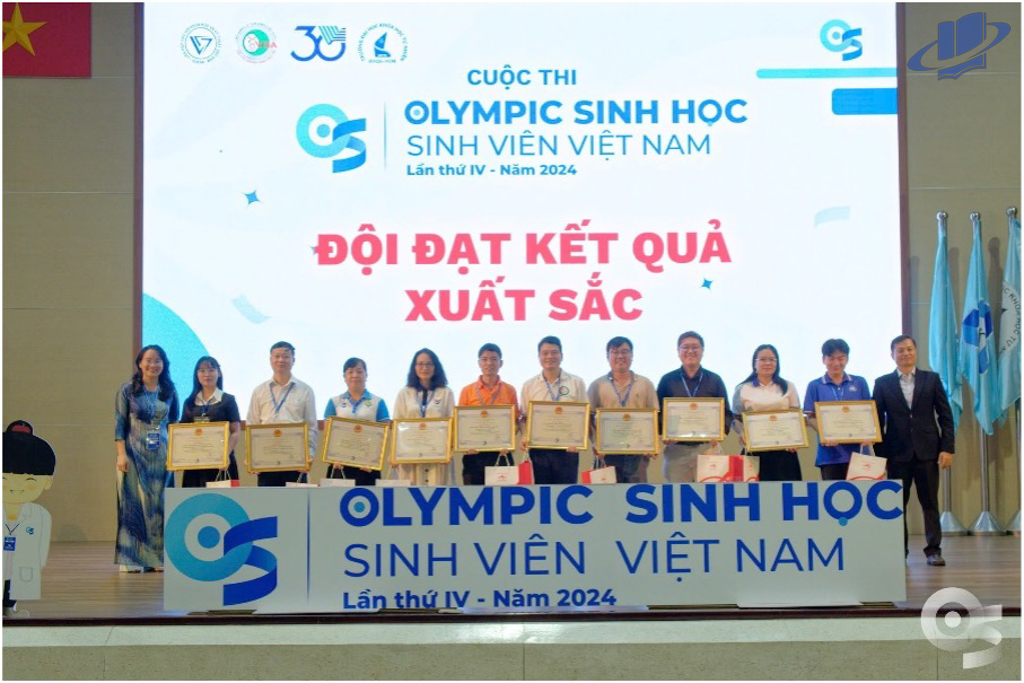 30
CUỘC THI
OLYMPIC SINH HỌC
SINH VIÊN VIỆT NAM
Lần thứ IV - Năm 2024
ĐỘI ĐẠT KẾT QUẢ
XUẤT SẮC
OLYMPIC SINH HỌC
SINH VIÊN VIỆT NAM
Lần thứ IV - Năm 2024